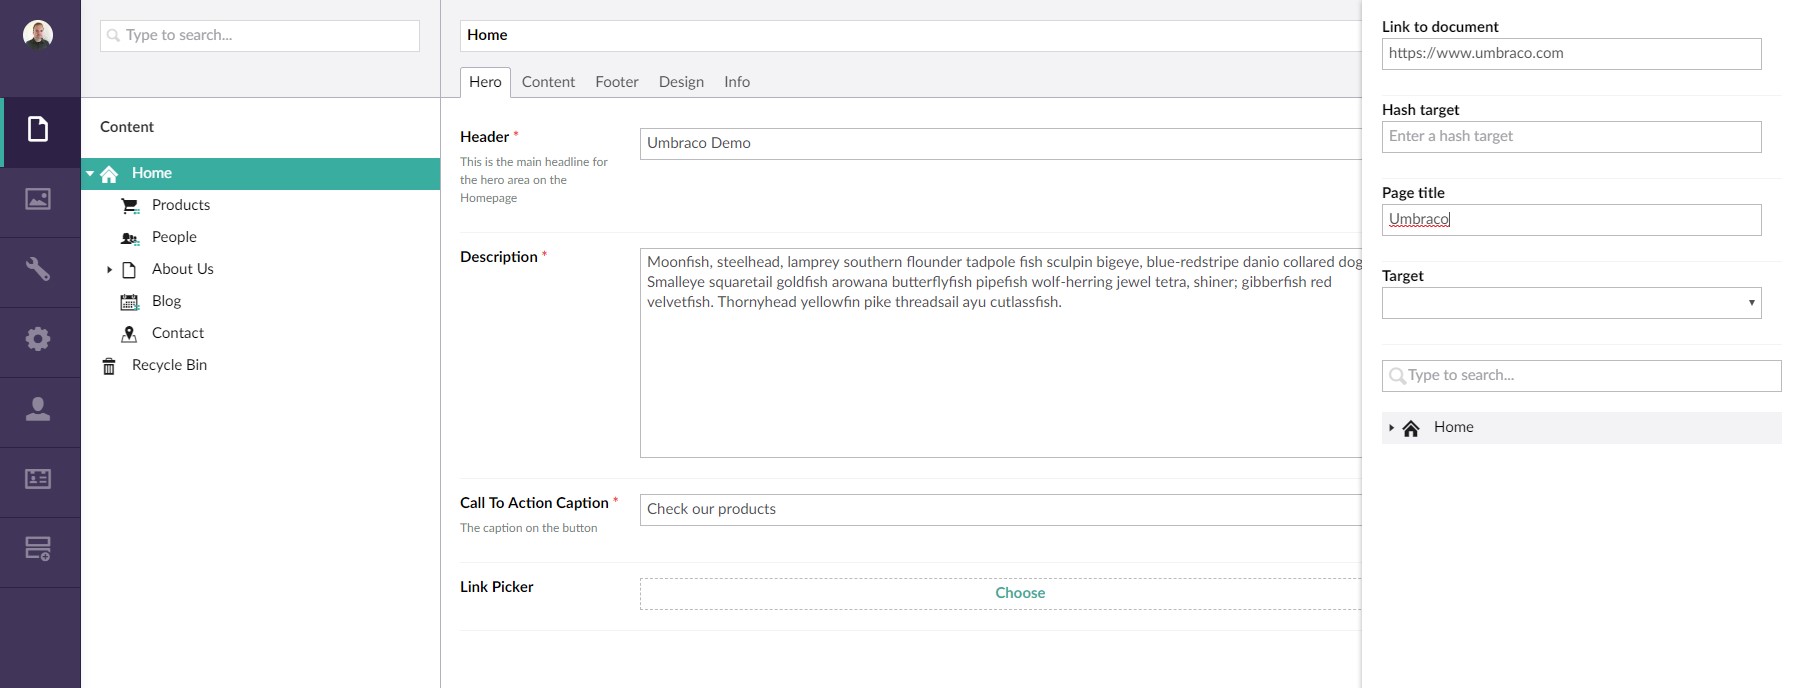 Type to search...
Content
Home
Products
People
About Us
Blog
Contact
Recycle Bin
Home
Hero Content Footer Design Info
Header *
This is the main headline for
the hero area on the
Homepage
Umbraco Demo
Description *
Moonfish, steelhead, lamprey southern flounder tadpole fish sculpin bigeye, blue-redstripe danio collared dog
Smalleye squaretail goldfish arowana butterflyfish pipefish wolf-herring jewel tetra, shiner; gibberfish red
velvetfish. Thornyhead yellowfin pike threadsail ayu cutlassfish.
Call To Action Caption *
The caption on the button
Check our products
Link Picker
Choose
Link to document
https://www.umbraco.com
Hash target
Enter a hash target
Page title
Umbraco
Target
Type to search...
Home